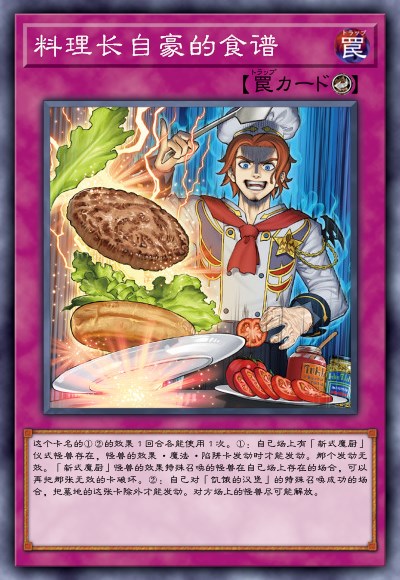 料理长自豪的食谱
トラップ
罠
トラップ
【罠カード】
这个卡名的①②的效果1回合各能使用1次。①：自己场上有「新式魔厨」
仪式怪兽存在，怪兽的效果·魔法·陷阱卡发动时才能发动。那个发动无
效。「新式魔厨」怪兽的效果特殊召唤的怪兽在自己场上存在的场合，可以
再把那张无效的卡破坏。②：自己对「饥饿的汉堡」的特殊召唤成功的场
合，把墓地的这张卡除外才能发动。对方场上的怪兽尽可能解放。